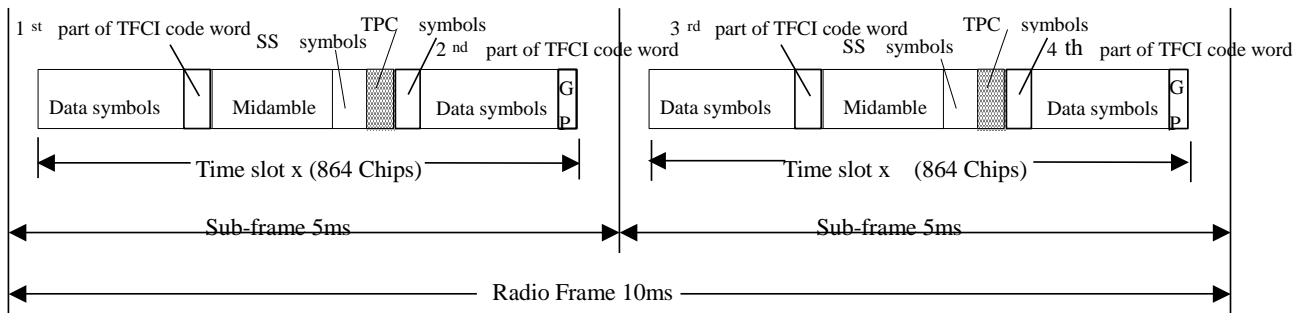 1 st part of TFCI code word
SS symbols
TPC symbols
2 nd part of TFCI code word
Data symbols
Midamble
Data symbols
G
P
Time slot x (864 Chips)
Sub-frame 5ms
3 rd part of TFCI code word
SS symbols
TPC symbols
4 th part of TFCI code word
Data symbols
Midamble
Data symbols
G
P
Time slot x (864 Chips)
Sub-frame 5ms
Radio Frame 10ms